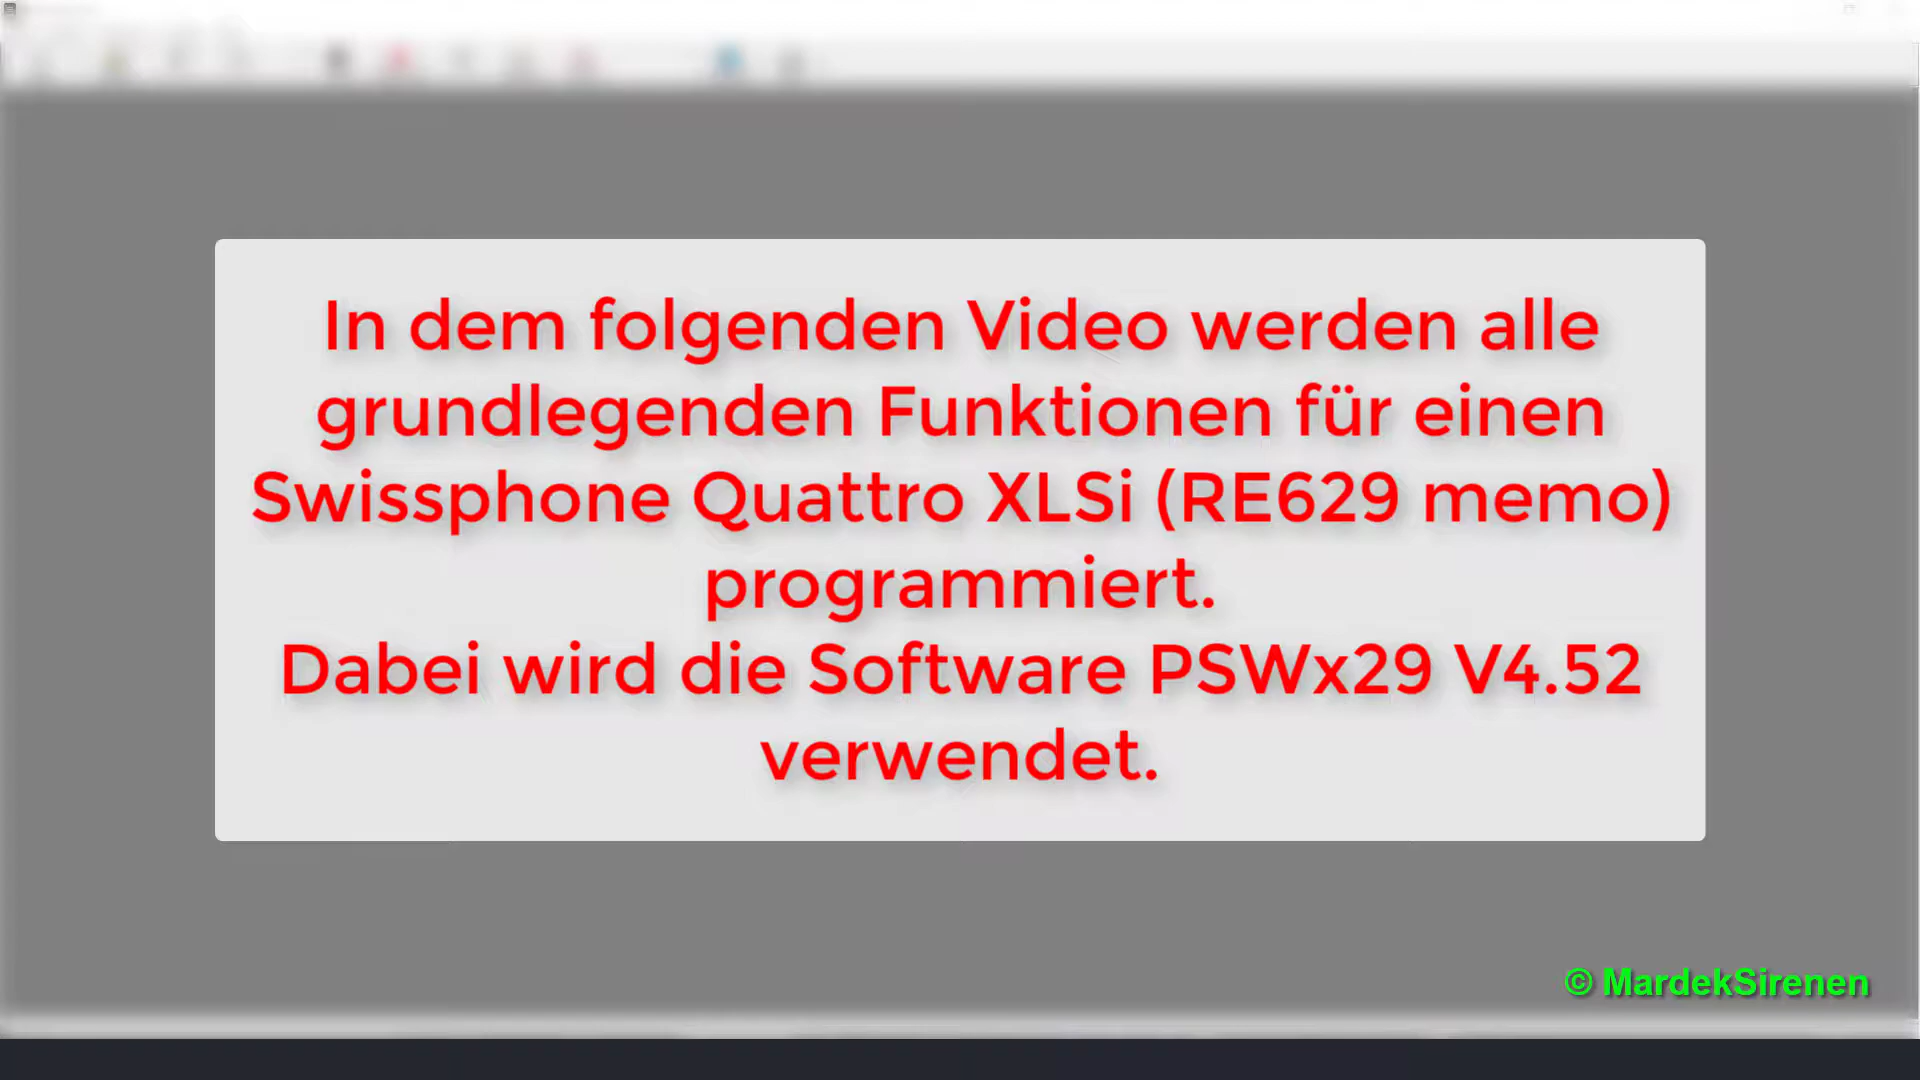 In dem folgenden Video werden alle
grundlegenden Funktionen für einen
Swissphone Quattro XLSi (RE629 memo)
programmiert.
Dabei wird die Software PSWx29 V4.52
verwendet.
© MardekSirenen